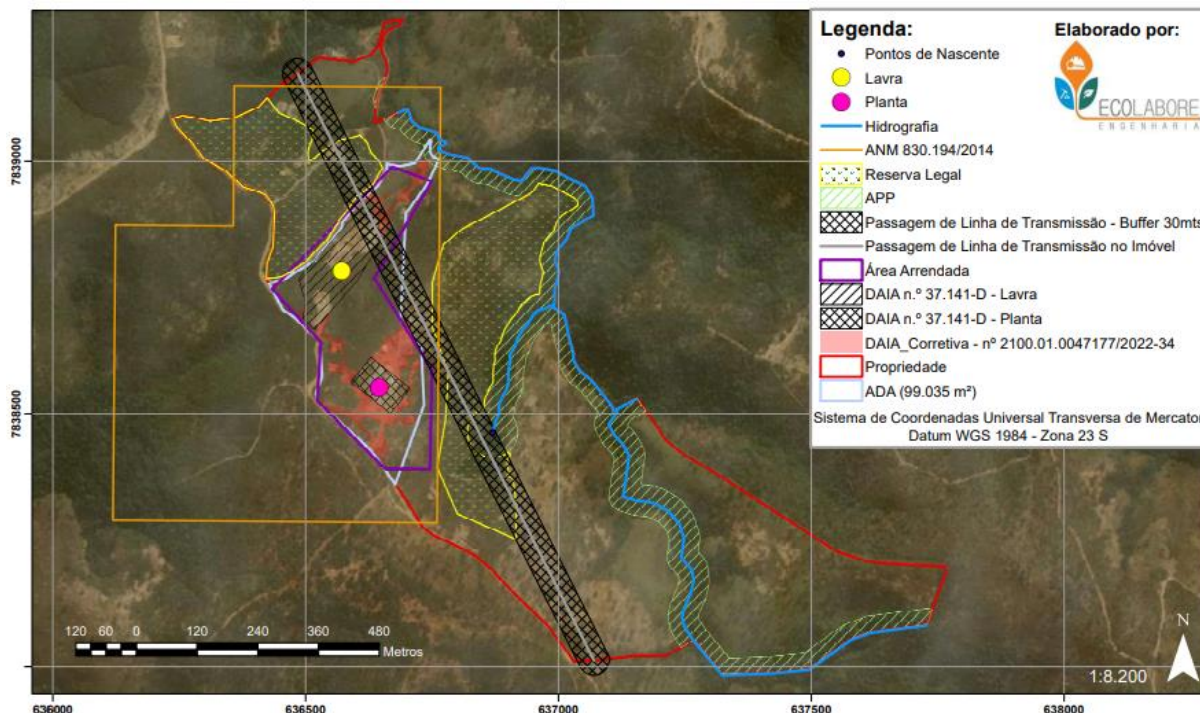 Legenda:
Pontos de Nascente
Lavra
Planta
Hidrografia
ANM 830.194/2014
Reserva Legal
APP
Passagem de Linha de Transmissão - Buffer 30mts
Passagem de Linha de Transmissão no Imóvel
Área Arrendada
DAIA n.º 37.141-D - Lavra
DAIA n.º 37.141-D - Planta
DAIA_Corretiva - nº 2100.01.0047177/2022-34
Propriedade
ADA (99.035 m²)
Elaborado por:
ECOLABORE
ENGENHARIA
Sistema de Coordenadas Universal Transversa de Mercator
Datum WGS 1984 - Zona 23 S
7839000
7838500
120 60 0 120 240 360 480
Metros
N
1:8.200
636000 636500 637000 637500 638000